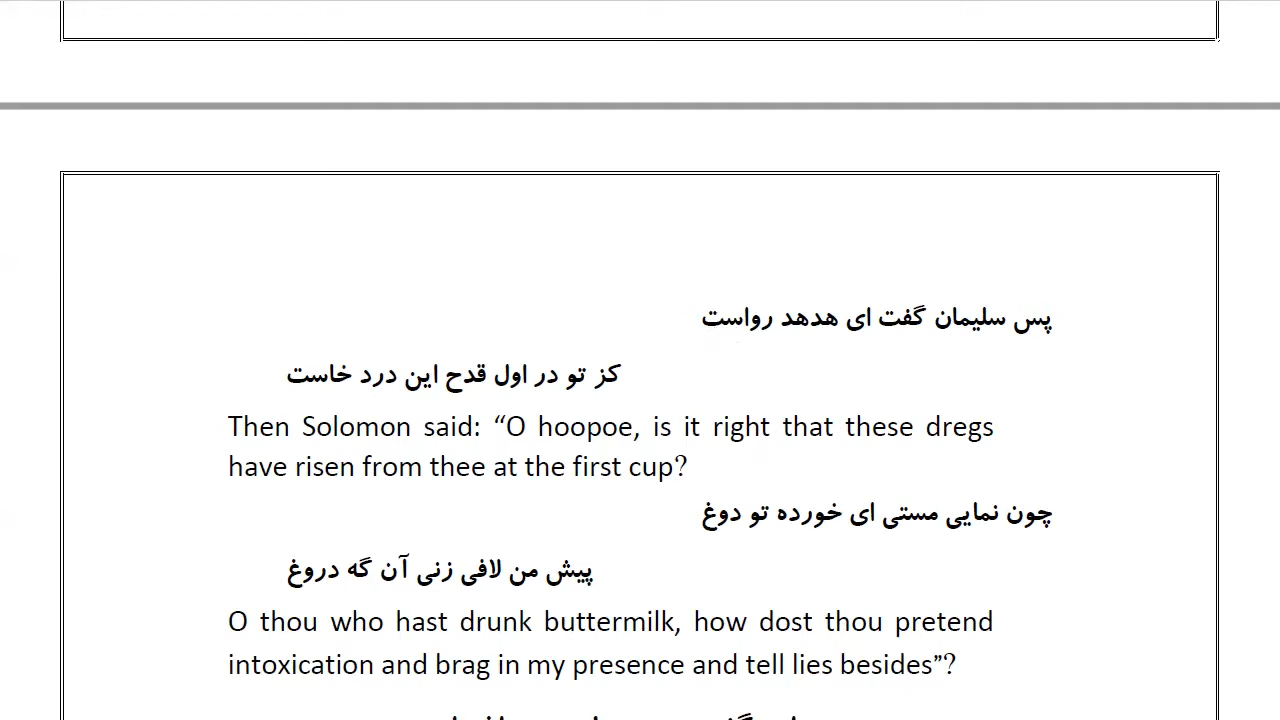 پس سلیمان گفت ای هدهد رواست
کز تو در اول قدح این درد خاست
Then Solomon said: “O hoopoe, is it right that these dregs
have risen from thee at the first cup?
چون نمایی مستی ای خورده تو دوغ
پیش من لافی زنی آن گه دروغ
O thou who hast drunk buttermilk, how dost thou pretend
intoxication and brag in my presence and tell lies besides”?